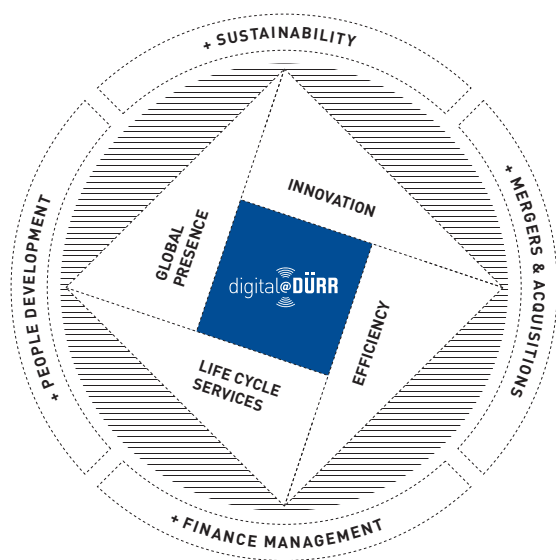 + SUSTAINABILITY
+ MERGERS & ACQUISITIONS
+ PEOPLE DEVELOPMENT
INNOVATION
GLOBAL
PRESENCE
digital@DÜRR
EFFICIENCY
LIFE CYCLE
SERVICES
+ FINANCE MANAGEMENT